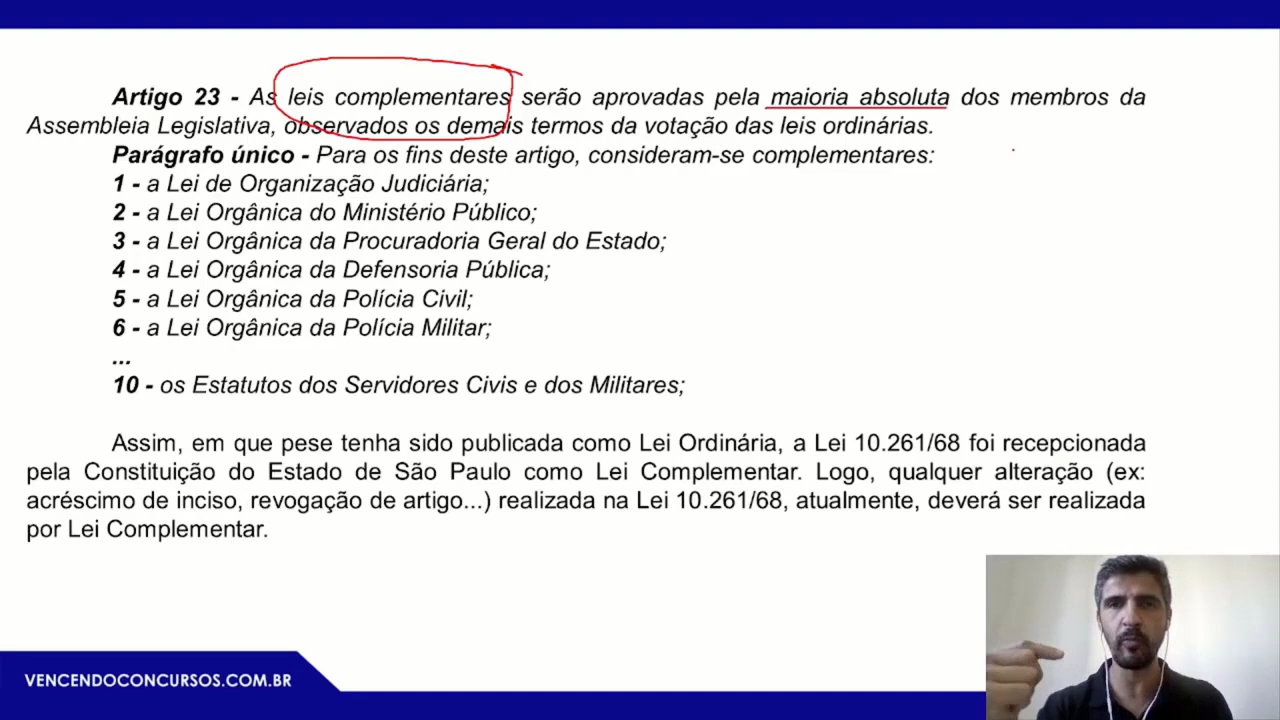 Artigo 23 - As leis complementares serão aprovadas pela maioria absoluta dos membros da
Assembleia Legislativa, observados os demais termos da votação das leis ordinárias.
Parágrafo único - Para os fins deste artigo, consideram-se complementares:
1 - a Lei de Organização Judiciária;
2 - a Lei Orgânica do Ministério Público;
3 - a Lei Orgânica da Procuradoria Geral do Estado;
4 - a Lei Orgânica da Defensoria Pública;
5 - a Lei Orgânica da Polícia Civil;
6 - a Lei Orgânica da Polícia Militar;
...
10 - os Estatutos dos Servidores Civis e dos Militares;
Assim, em que pese tenha sido publicada como Lei Ordinária, a Lei 10.261/68 foi recepcionada
pela Constituição do Estado de São Paulo como Lei Complementar. Logo, qualquer alteração (ex:
acréscimo de inciso, revogação de artigo...) realizada na Lei 10.261/68, atualmente, deverá ser realizada
por Lei Complementar.
VENCENDOCONCURSOS.COM.BR